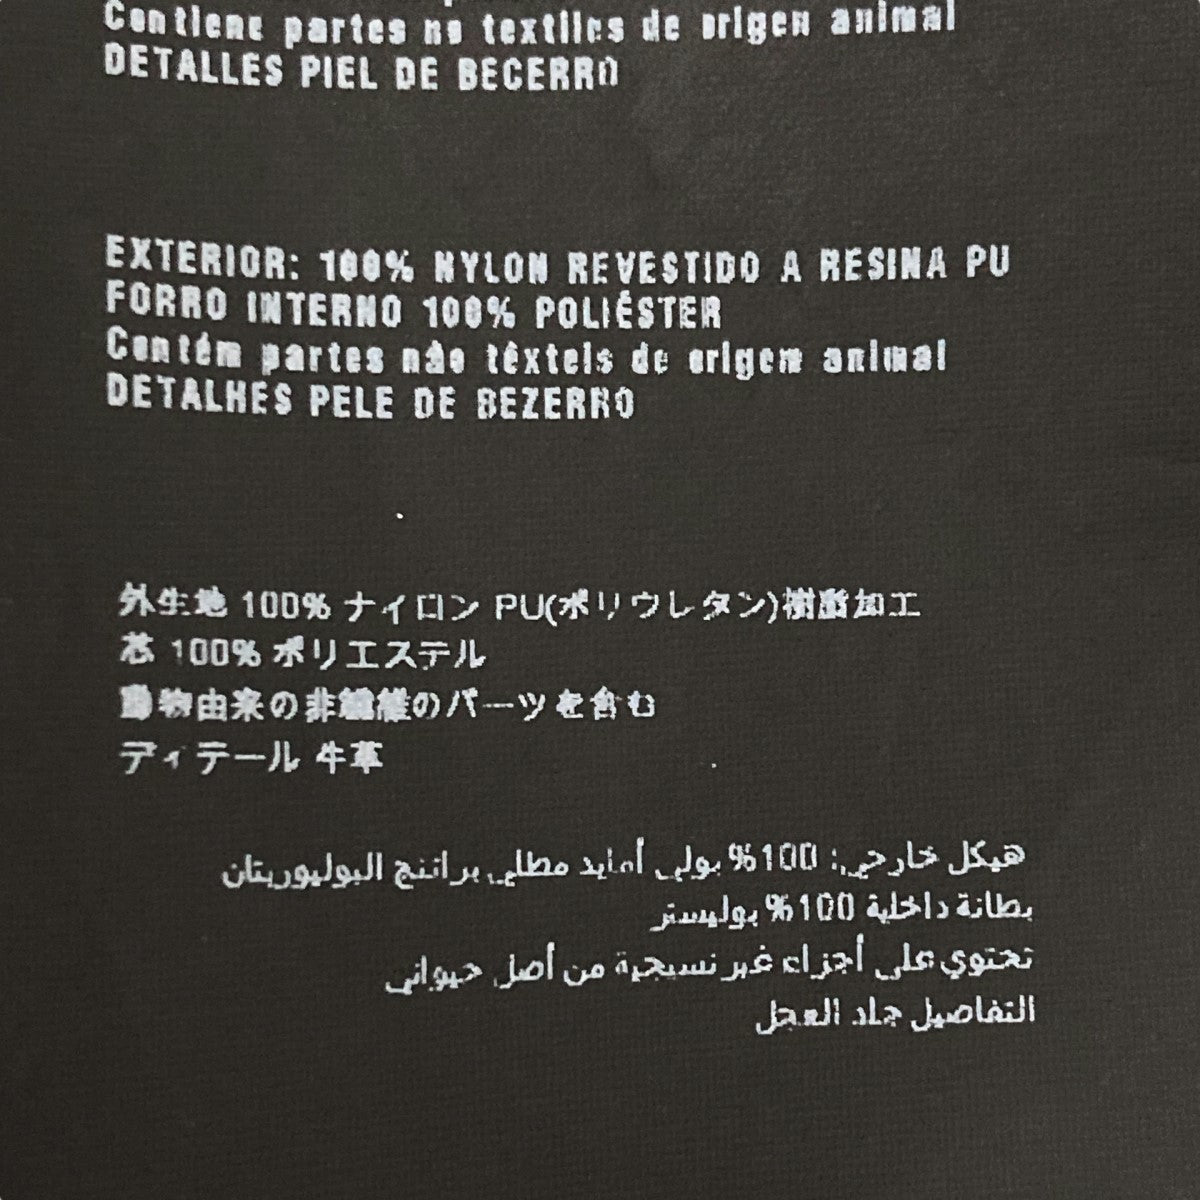 Contiene partes no textiles de origen animal
DETALLES PIEL DE BECERRO
EXTERIOR: 100% NYLON REVESTIDO A RESINA PU
FORRO INTERNO 100% POLIÉSTER
Contém partes não têxteis de origem animal
DETALHES PELE DE BEZERRO
外生地 100% ナイロン PU(ポリウレタン)樹脂加工
芯 100% ポリエステル
動物由来の非繊維のパーツを含む
ディテール 牛革
هيكل خارجي: 100% بولي أمايد مطلي براتنج البوليوريتان
بطانة داخلية 100% بوليستر
تحتوي على أجزاء غير نسيجية من أصل حيواني
التفاصيل جلد العجل